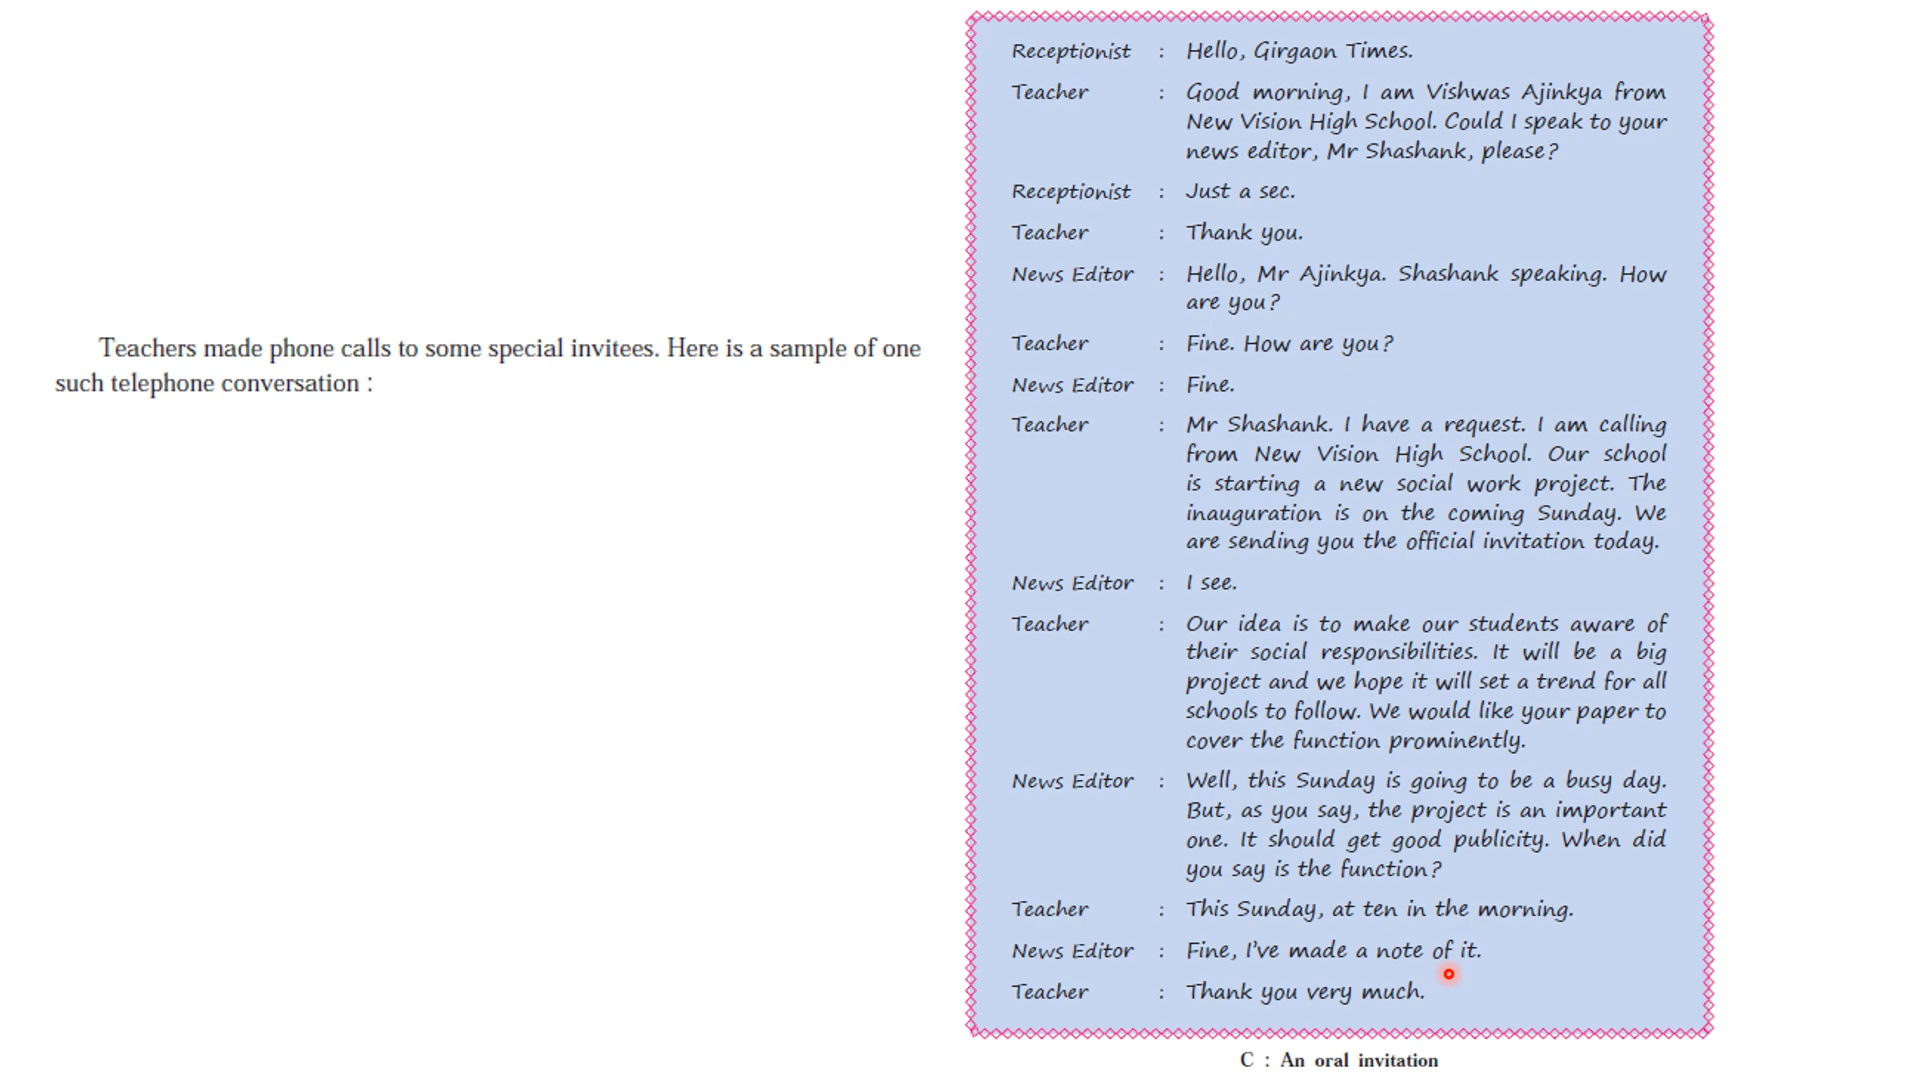 Teachers made phone calls to some special invitees. Here is a sample of one
such telephone conversation :
Receptionist : Hello, Girgaon Times.
Teacher : Good morning, I am Vishwas Ajinkya from
New Vision High School. Could I speak to your
news editor, Mr Shashank, please?
Receptionist : Just a sec.
Teacher : Thank you.
News Editor : Hello, Mr Ajinkya. Shashank speaking. How
are you?
Teacher : Fine. How are you?
News Editor : Fine.
Teacher : Mr Shashank. I have a request. I am calling
from New Vision High School. Our school
is starting a new social work project. The
inauguration is on the coming Sunday. We
are sending you the official invitation today.
News Editor : I see.
Teacher : Our idea is to make our students aware of
their social responsibilities. It will be a big
project and we hope it will set a trend for all
schools to follow. We would like your paper to
cover the function prominently.
News Editor : Well, this Sunday is going to be a busy day.
But, as you say, the project is an important
one. It should get good publicity. When did
you say is the function?
Teacher : This Sunday, at ten in the morning.
News Editor : Fine, I've made a note of it.
Teacher : Thank you very much.
C : An oral invitation